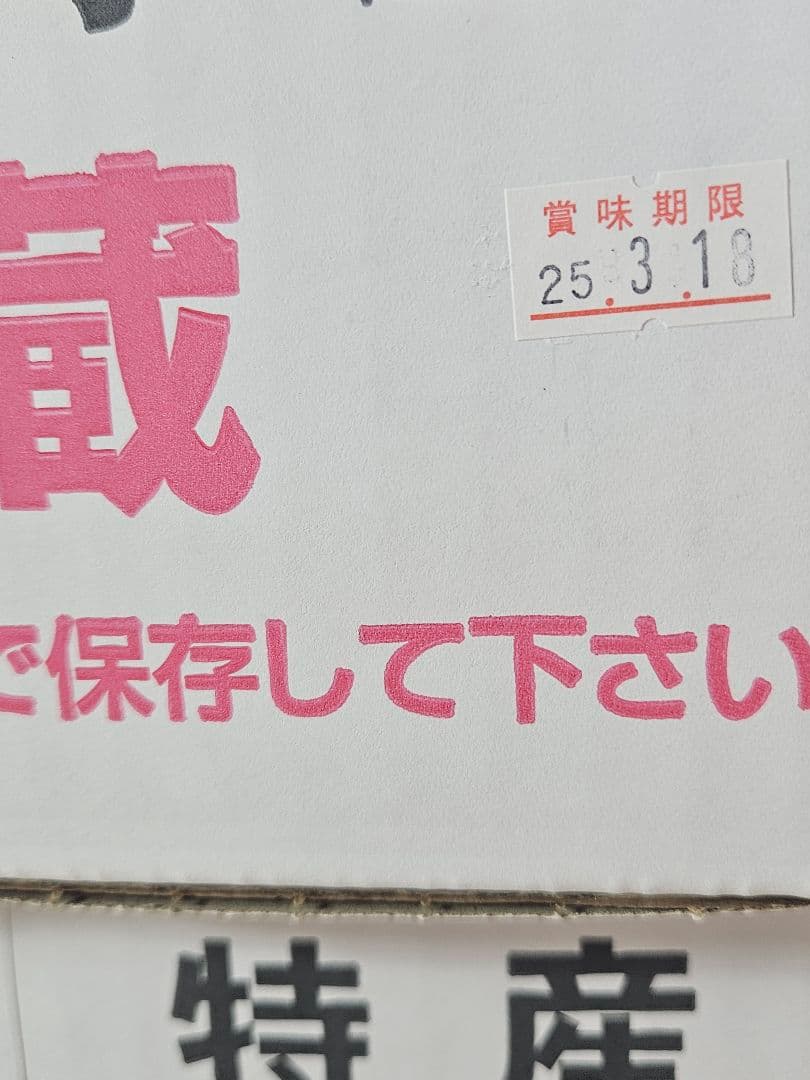 賞味期限
25.3.18
蔵
で保存して下さい
特産